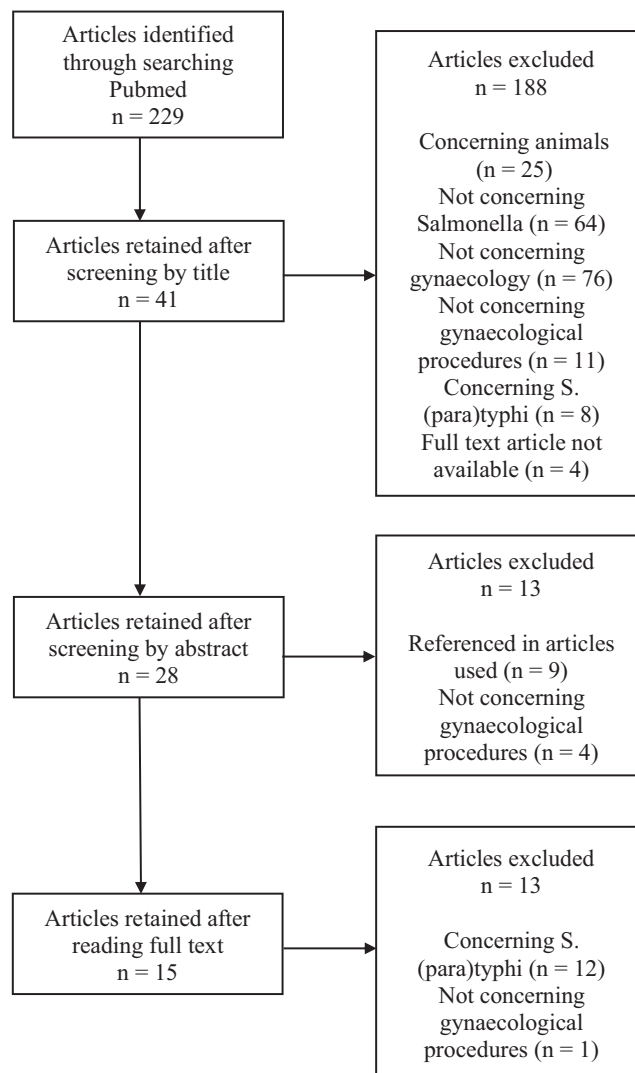 Articles identified
through searching
Pubmed
n = 229
Articles excluded
n = 188
Concerning animals
(n = 25)
Not concerning
Salmonella (n = 64)
Not concerning
gynaecology (n = 76)
Not concerning
gynaecological
procedures (n = 11)
Concerning S.
(para)typhi (n = 8)
Full text article not
available (n = 4)
Articles retained after
screening by title
n = 41
Articles retained after
screening by abstract
n = 28
Articles excluded
n = 13
Referenced in articles
used (n = 9)
Not concerning
gynaecological
procedures (n = 4)
Articles retained after
reading full text
n = 15
Articles excluded
n = 13
Concerning S.
(para)typhi (n = 12)
Not concerning
gynaecological
procedures (n = 1)